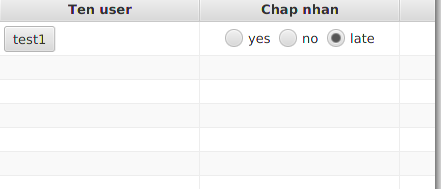 Ten user Chap nhan
test1 yes no late